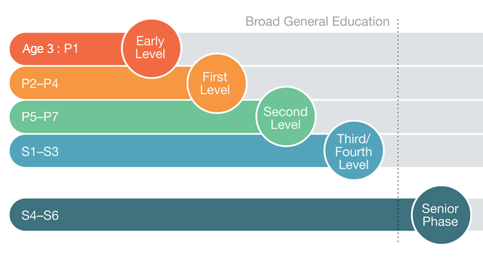 Broad General Education
Age 3 : P1
Early
Level
P2–P4
First
Level
P5–P7
Second
Level
S1–S3
Third/
Fourth
Level
S4–S6
Senior
Phase